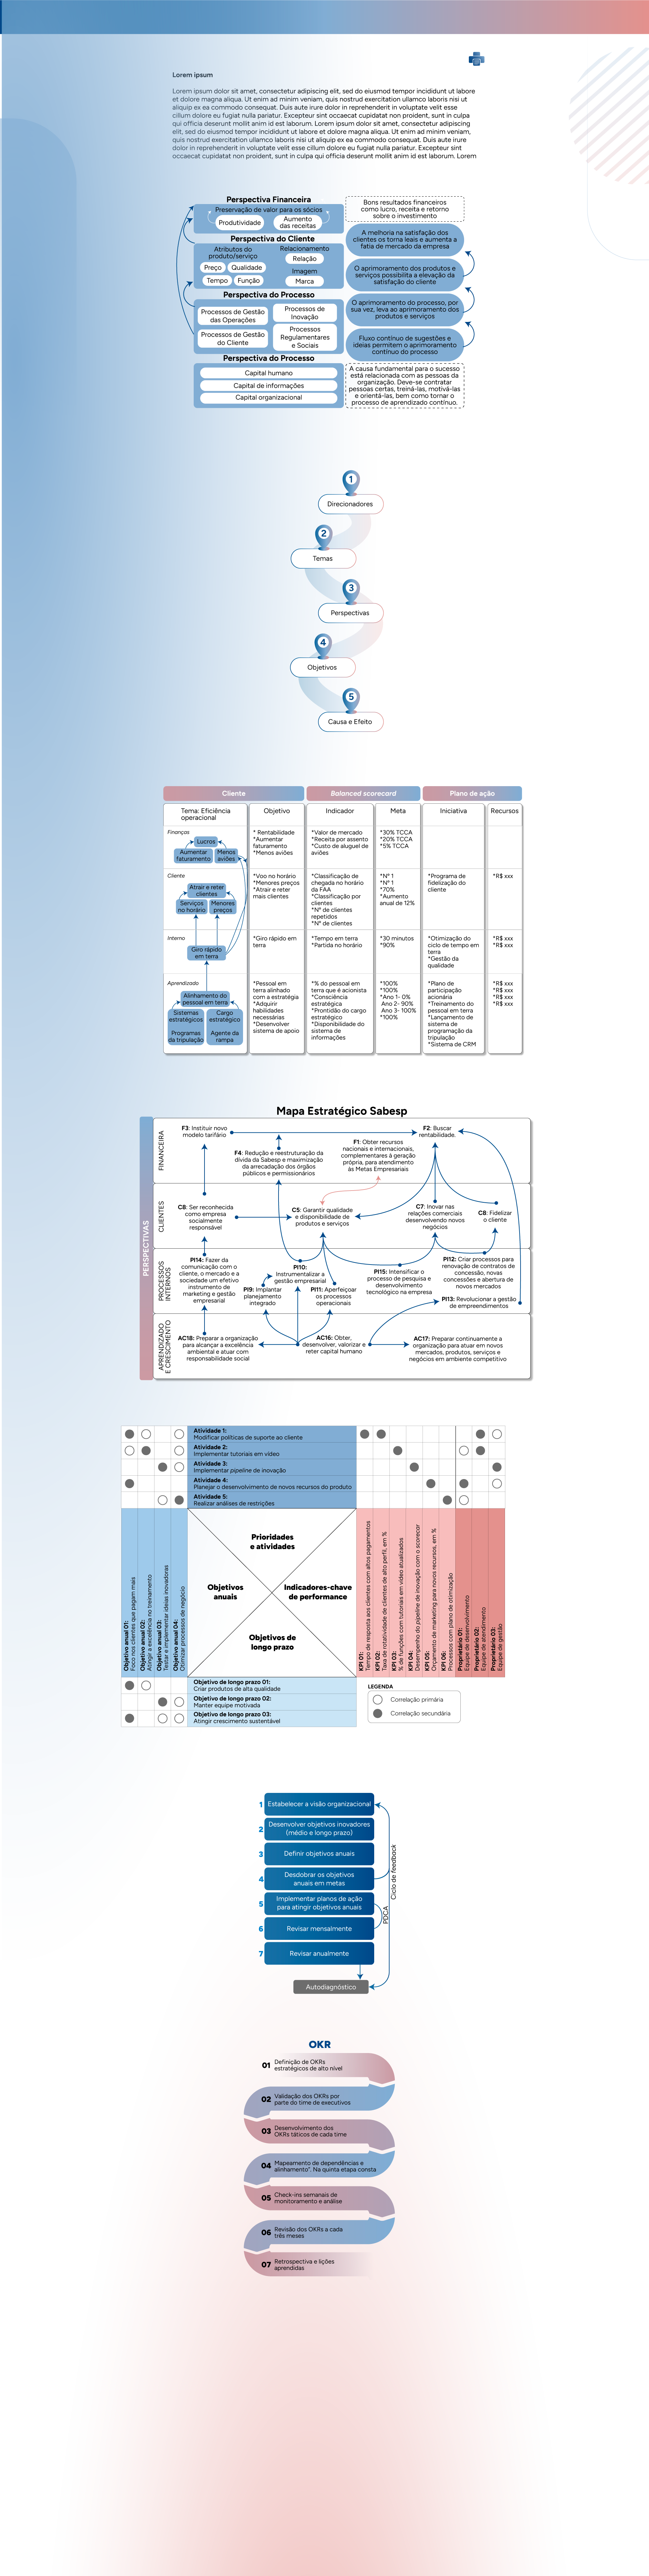 Lorem ipsum
Lorem ipsum dolor sit amet, consectetur adipiscing elit, sed do eiusmod tempor incididunt ut labore
et dolore magna aliqua. Ut enim ad minim veniam, quis nostrud exercitation ullamco laboris nisi ut
aliquip ex ea commodo consequat. Duis aute irure dolor in reprehenderit in voluptate velit esse
cillum dolore eu fugiat nulla pariatur. Excepteur sint occaecat cupidatat non proident, sunt in culpa
qui officia deserunt mollit anim id est laborum. Lorem ipsum dolor sit amet, consectetur adipiscing
elit, sed do eiusmod tempor incididunt ut labore et dolore magna aliqua. Ut enim ad minim veniam,
quis nostrud exercitation ullamco laboris nisi ut aliquip ex ea commodo consequat. Duis aute irure
dolor in reprehenderit in voluptate velit esse cillum dolore eu fugiat nulla pariatur. Excepteur sint
occaecat cupidatat non proident, sunt in culpa qui officia deserunt mollit anim id est laborum. Lorem
Perspectiva Financeira
Preservação de valor para os sócios
Produtividade
Aumento
das receitas
Perspectiva do Cliente
Atributos do
produto/serviço
Preço
Qualidade
Tempo
Função
Relacionamento
Relação
Imagem
Marca
Perspectiva do Processo
Processos de Gestão
das Operações
Processos de
Inovação
Processos de Gestão
do Cliente
Processos
Regulamentares
e Sociais
Perspectiva do Processo
Capital humano
Capital de informações
Capital organizacional
Bons resultados financeiros
como lucro, receita e retorno
sobre o investimento
A melhoria na satisfação dos
clientes os torna leais e aumenta a
fatia de mercado da empresa
O aprimoramento dos produtos e
serviços possibilita a elevação da
satisfação do cliente
O aprimoramento do processo, por
sua vez, leva ao aprimoramento dos
produtos e serviços
Fluxo contínuo de sugestões e
ideias permitem o aprimoramento
contínuo do processo
A causa fundamental para o sucesso
está relacionada com as pessoas da
organização. Deve-se contratar
pessoas certas, treiná-las, motivá-las
e orientá-las, bem como tornar o
processo de aprendizado contínuo.
1
Direcionadores
2
Temas
3
Perspectivas
4
Objetivos
5
Causa e Efeito
Cliente
Balanced scorecard
Plano de ação
Tema: Eficiência
operacional
Objetivo
Indicador
Meta
Iniciativa
Recursos
Finanças
Lucros
Aumentar
faturamento
Menos
aviões
* Rentabilidade
*Aumentar
faturamento
*Menos aviões
*Valor de mercado
*Receita por assento
*Custo de aluguel de
aviões
*30% TCCA
*20% TCCA
*5% TCCA
Cliente
Atrair e reter
clientes
Serviços
no horário
Menores
preços
*Voo no horário
*Menores preços
*Atrair e reter
mais clientes
*Classificação de
chegada no horário
da FAA
*Classificação por
clientes
*Nº de clientes
repetidos
*Nº de clientes
*Nº 1
*Nº 1
*70%
*Aumento
anual de 12%
*Programa de
fidelização do
cliente
*R$ xxx
Interno
Giro rápido
em terra
*Giro rápido em
terra
*Tempo em terra
*Partida no horário
*30 minutos
*90%
*Otimização do
ciclo de tempo em
terra
*Gestão da
qualidade
*R$ xxx
*R$ xxx
Aprendizado
Alinhamento do
pessoal em terra
Sistemas
estratégicos
Cargo
estratégico
Programas
da tripulação
Agente da
rampa
*Pessoal em
terra alinhado
com a estratégia
*Adquirir
habilidades
necessárias
*Desenvolver
sistema de apoio
*% do pessoal em
terra que é acionista
*Consciência
estratégica
*Prontidão do cargo
estratégico
*Disponibilidade do
sistema de
informações
*100%
*100%
*Ano 1- 0%
Ano 2- 90%
Ano 3- 100%
*100%
*Plano de
participação
acionária
*Treinamento do
pessoal em terra
*Lançamento de
sistema de
programação da
tripulação
*Sistema de CRM
*R$ xxx
*R$ xxx
*R$ xxx
*R$ xxx
Mapa Estratégico Sabesp
PERSPECTIVAS
FINANCEIRA
F3: Instituir novo
modelo tarifário
F2: Buscar
rentabilidade.
F1: Obter recursos
nacionais e internacionais,
complementares à geração
própria, para atendimento
às Metas Empresariais
F4: Redução e reestruturação da
dívida da Sabesp e maximização
da arrecadação dos órgãos
públicos e permissionários
CLIENTES
C8: Ser reconhecida
como empresa
socialmente
responsável
C5: Garantir qualidade
e disponibilidade de
produtos e serviços
C7: Inovar nas
relações comerciais
desenvolvendo novos
negócios
C8: Fidelizar
o cliente
PROCESSOS
INTERNOS
PI14: Fazer da
comunicação com o
cliente, o mercado e a
sociedade um efetivo
instrumento de
marketing e gestão
empresarial
PI10:
Instrumentalizar a
gestão empresarial
PI9: Implantar
planejamento
integrado
PI11: Aperfeiçoar
os processos
operacionais
PI15: Intensificar o
processo de pesquisa e
desenvolvimento
tecnológico na empresa
PI12: Criar processos para
renovação de contratos de
concessão, novas
concessões e abertura de
novos mercados
PI13: Revolucionar a gestão
de empreendimentos
APRENDIZADO
E CRESCIMENTO
AC18: Preparar a organização
para alcançar a excelência
ambiental e atuar com
responsabilidade social
AC16: Obter,
desenvolver, valorizar e
reter capital humano
AC17: Preparar continuamente a
organização para atuar em novos
mercados, produtos, serviços e
negócios em ambiente competitivo
Atividade 1:
Modificar políticas de suporte ao cliente
Atividade 2:
Implementar tutoriais em vídeo
Atividade 3:
Implementar pipeline de inovação
Atividade 4:
Planejar o desenvolvimento de novos recursos do produto
Atividade 5:
Realizar análises de restrições
Objetivo anual 01:
Foco nos clientes que pagam mais
Objetivo anual 02:
Atingir a excelência no treinamento
Objetivo anual 03:
Testar e implementar ideias inovadoras
Objetivo anual 04:
Otimizar processos de negócio
Prioridades
e atividades
Objetivos
anuais
Indicadores-chave
de performance
Objetivos de
longo prazo
KPI 01:
Tempo de resposta aos clientes com altos pagamentos
KPI 02:
Taxa de rotatividade de clientes de alto perfil, em %
KPI 03:
% de funções com tutoriais em vídeo atualizados
KPI 04:
Desempenho do pipeline de inovação com o scorecar
KPI 05:
Orçamento de marketing para novos recursos, em %
KPI 06:
Processos com plano de otimização
Proprietário 01:
Equipe de desenvolvimento
Proprietário 02:
Equipe de atendimento
Proprietário 03:
Equipe de gestão
Objetivo de longo prazo 01:
Criar produtos de alta qualidade
Objetivo de longo prazo 02:
Manter equipe motivada
Objetivo de longo prazo 03:
Atingir crescimento sustentável
LEGENDA
Correlação primária
Correlação secundária
1 Estabelecer a visão organizacional
2 Desenvolver objetivos inovadores
(médio e longo prazo)
3 Definir objetivos anuais
4 Desdobrar os objetivos
anuais em metas
5 Implementar planos de ação
para atingir objetivos anuais
6 Revisar mensalmente
7 Revisar anualmente
PDCA
Ciclo de feedback
Autodiagnóstico
OKR
01 Definição de OKRs
estratégicos de alto nível
02 Validação dos OKRs por
parte do time de executivos
03 Desenvolvimento dos
OKRs táticos de cada time
04 Mapeamento de dependências e
alinhamento". Na quinta etapa consta
05 Check-ins semanais de
monitoramento e análise
06 Revisão dos OKRs a cada
três meses
07 Retrospectiva e lições
aprendidas